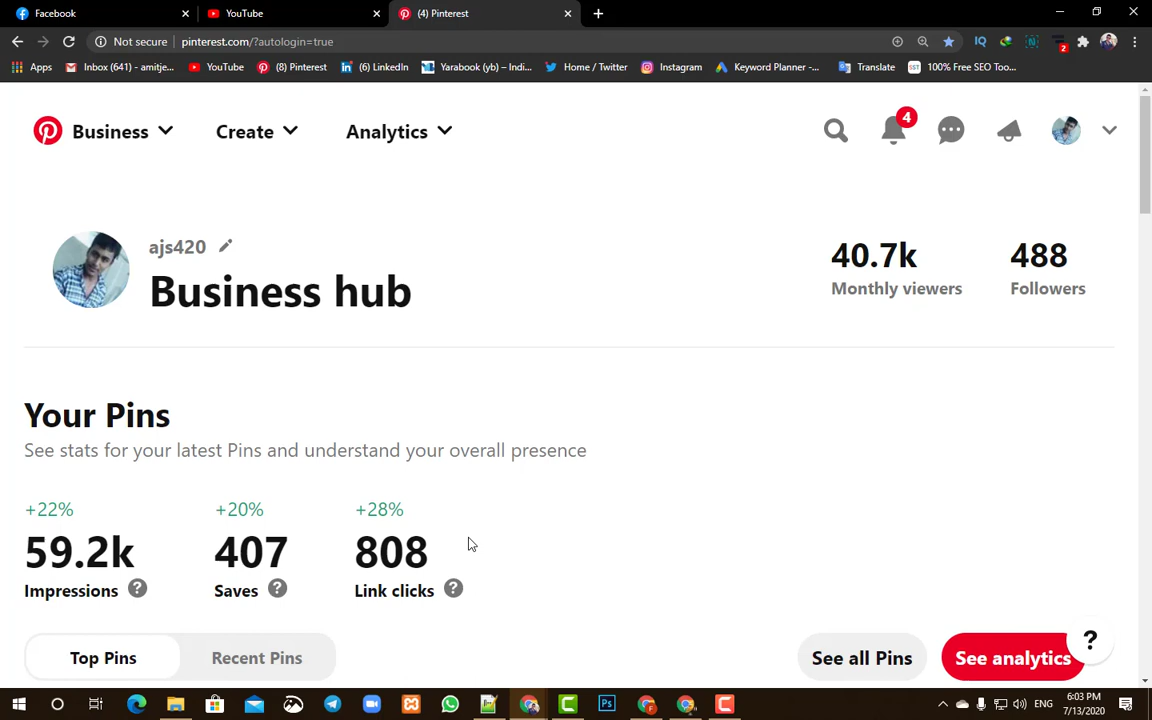 Facebook
YouTube
(4) Pinterest
Not secure
pinterest.com/?autologin=true
IQ
N
2
Apps
Inbox (641) - amitje...
YouTube
(8) Pinterest
(6) LinkedIn
Yarabook (yb) – Indi...
Home / Twitter
Instagram
Keyword Planner -...
Translate
SST
100% Free SEO Too...
Business
Create
Analytics
4
ajs420
Business hub
40.7k
Monthly viewers
488
Followers
Your Pins
See stats for your latest Pins and understand your overall presence
+22%
59.2k
Impressions ?
+20%
407
Saves ?
+28%
808
Link clicks ?
Top Pins
Recent Pins
See all Pins
See analytics
?
Ps
ENG
6:03 PM
7/13/2020